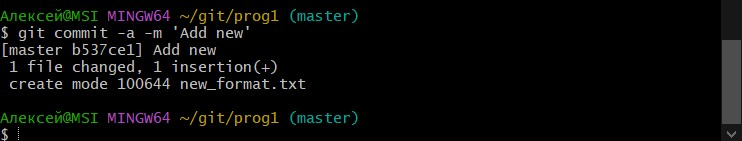 Алексей@MSI MINGW64 ~/git/prog1 (master)
$ git commit -a -m 'Add new'
[master b537ce1] Add new
 1 file changed, 1 insertion(+)
 create mode 100644 new_format.txt
Алексей@MSI MINGW64 ~/git/prog1 (master)
$